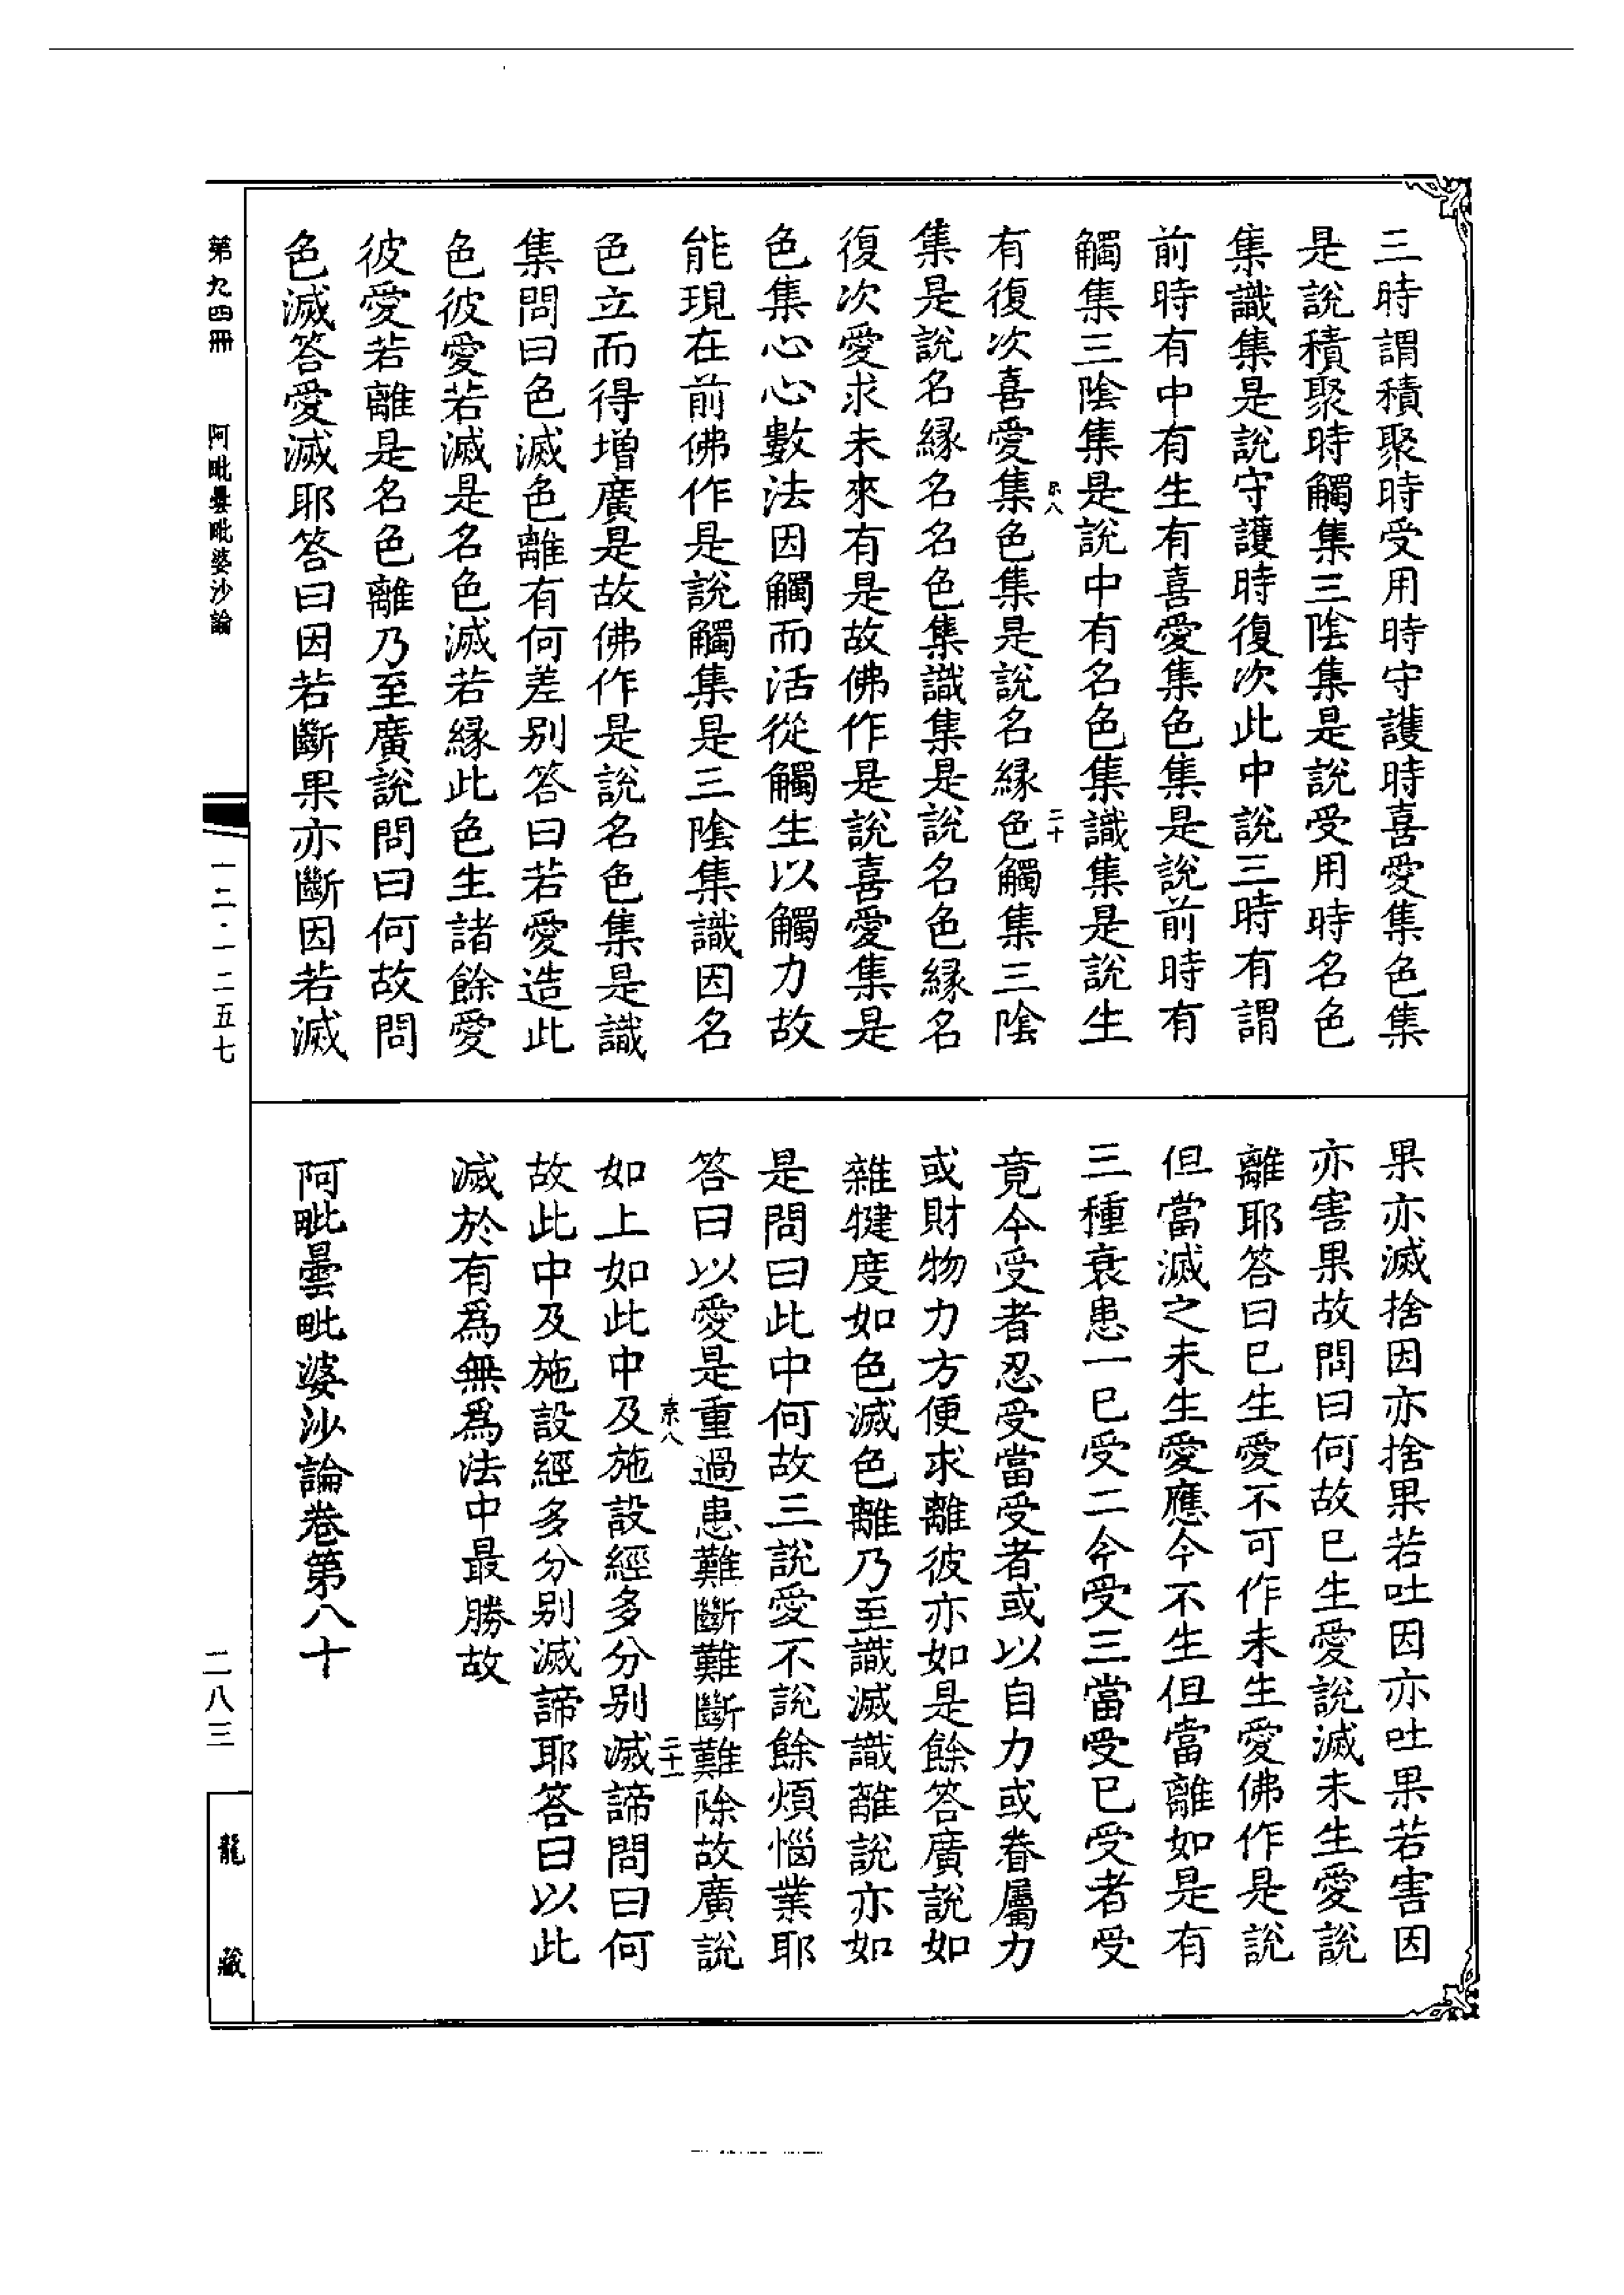 三時謂積聚時受用時守護時喜愛集色集
是說積聚時觸集三陰集是說受用時名色
集識集是說守護時復次此中說三時有謂
前時有中有生有喜愛集色集是說前時有
觸集三陰集是說中有名色集識集是說生
有復次喜愛集色集是說名緣色觸集三陰
集是說名緣名名色集識集是說名色緣名
復次愛求未來有是故佛作是說喜愛集是
色集心心數法因觸而活從觸生以觸力故
能現在前佛作是說觸集是三陰集識因名
色立而得增廣是故佛作是說名色集是識
集問曰色滅色離有何差別答曰若愛造此
色彼愛若滅是名色滅若緣此色生諸餘愛
彼愛若離是名色離乃至廣說問曰何故問
色滅答愛滅耶答曰因若斷果亦斷因若滅
果亦滅捨因亦捨果若吐因亦吐果若害因
亦害果故問曰何故巳生愛說滅未生愛說
離耶答曰巳生愛不可作未生愛佛作是說
但當滅之未生愛應今不生但當離如是有
三種衰患一巳受二今受三當受巳受者受
竟今受者忍受當受者或以自力或眷屬力
或財物力方便求離彼亦如是餘答廣說如
雜犍度如色滅色離乃至識滅識離說亦如
是問曰此中何故三說愛不說餘煩惱業耶
答曰以愛是重過患難斷難斷難除故廣說
如上如此中及施設經多分別滅諦問曰何
故此中及施設經多分別滅諦耶答曰以此
滅於有爲無爲法中最勝故
阿毗曇毗婆沙論卷第八十
京八
二十
京八
二十一
第九四冊
阿毗曇毗婆沙論
一二·一二五七
二八三
龍藏